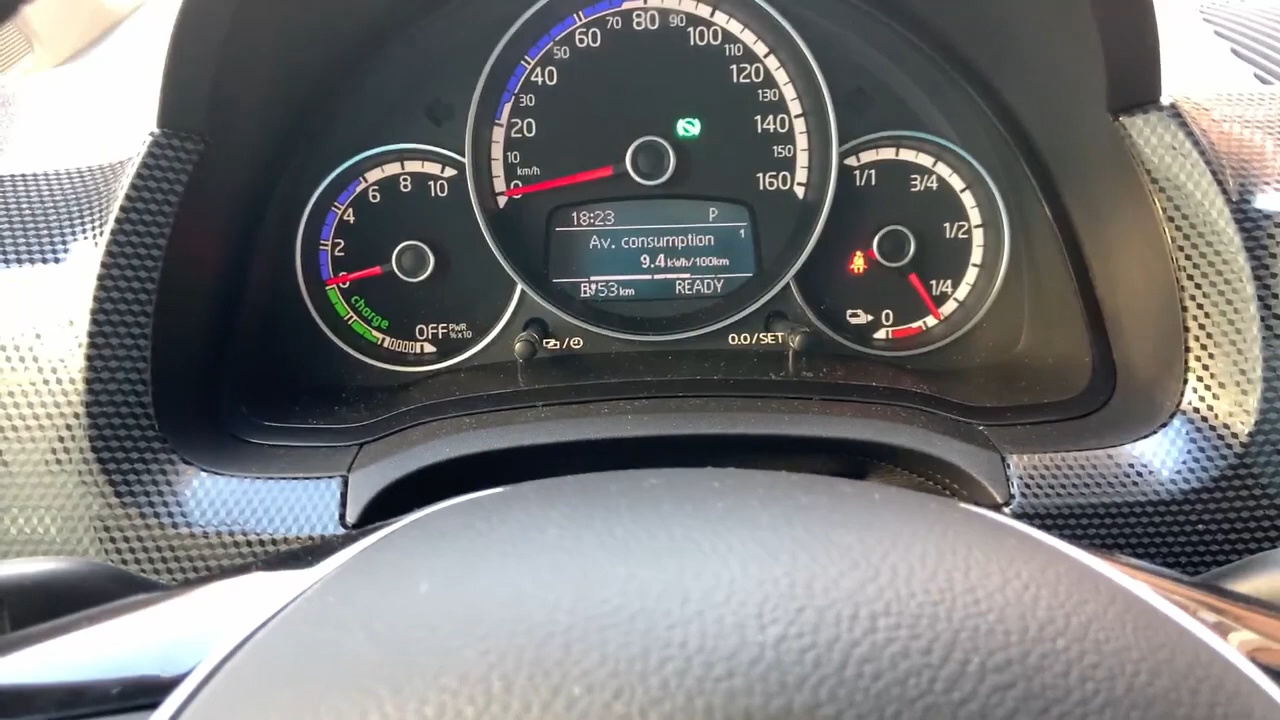 0 10 20 30 40 50 60 70 80 90 100 110 120 130 140 150 160
km/h
0 2 4 6 8 10
charge
OFF PWR %x10
18:23 P
Av. consumption 1
9.4 kWh/100km
53km READY
1/1 3/4 1/2 1/4 0
0.0/SET